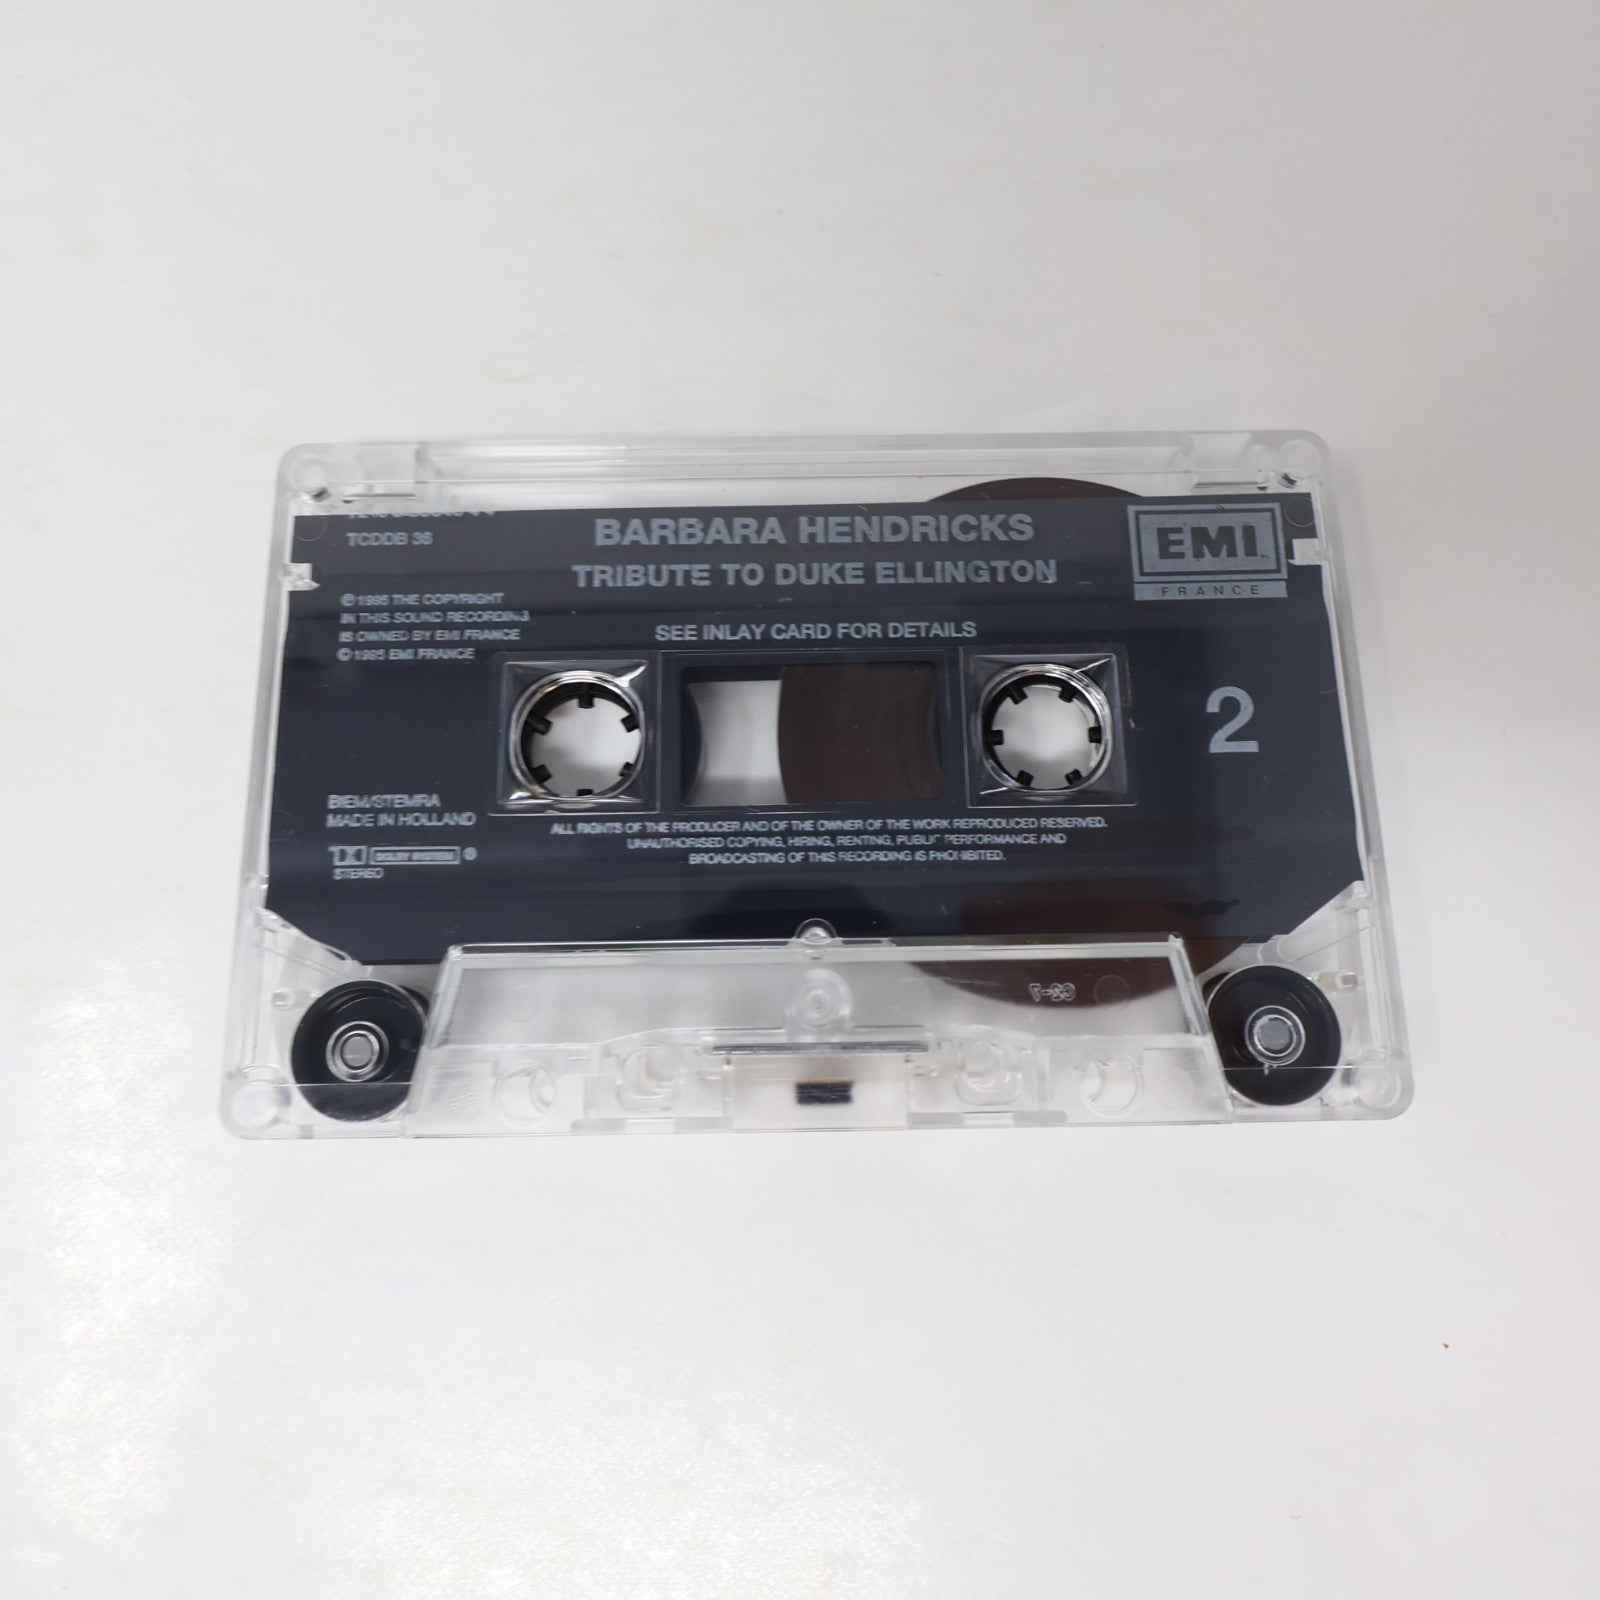 TCDDB 36
BARBARA HENDRICKS
TRIBUTE TO DUKE ELLINGTON
EMI
FRANCE
℗ 1995 THE COPYRIGHT
IN THIS SOUND RECORDING
IS OWNED BY EMI FRANCE
© 1995 EMI FRANCE
SEE INLAY CARD FOR DETAILS
2
BIEM/STEMRA
MADE IN HOLLAND
DOLBY SYSTEM
STEREO
ALL RIGHTS OF THE PRODUCER AND OF THE OWNER OF THE WORK REPRODUCED RESERVED.
UNAUTHORISED COPYING, HIRING, RENTING, PUBLIC PERFORMANCE AND
BROADCASTING OF THIS RECORDING IS PROHIBITED.